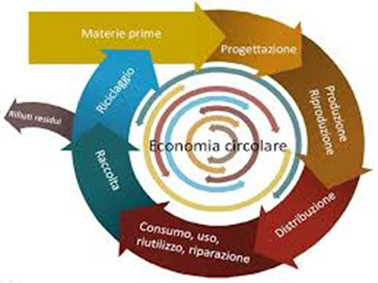 Materie prime
Progettazione
Produzione
Riproduzione
Distribuzione
Consumo, uso,
riutilizzo, riparazione
Raccolta
Riciclaggio
Rifiuti residui
Economia circolare